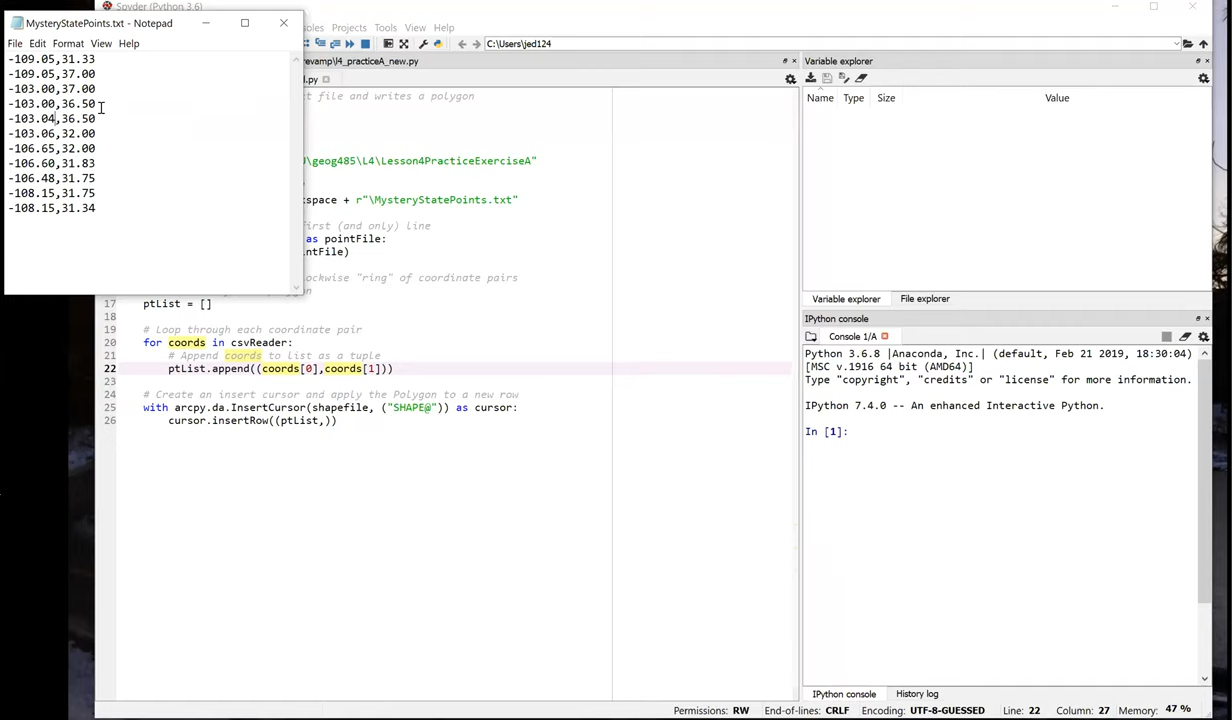 Spyder (Python 3.6)
MysteryStatePoints.txt - Notepad
File Edit Format View Help
-109.05,31.33
-109.05,37.00
-103.00,37.00
-103.00,36.50
-103.04,36.50
-103.06,32.00
-106.65,32.00
-106.60,31.83
-106.48,31.75
-108.15,31.75
-108.15,31.34
Projects Tools View Help
C:\Users\jed124
revamp\l4_practiceA_new.py
.py
file and writes a polygon
\geog485\L4\Lesson4PracticeExerciseA"
kspace + r"\MysteryStatePoints.txt"
first (and only) line
as pointFile:
ntFile)
ockwise "ring" of coordinate pairs
17 ptList = []
18
19 # Loop through each coordinate pair
20 for coords in csvReader:
21 # Append coords to list as a tuple
22 ptList.append((coords[0],coords[1]))
23
24 # Create an insert cursor and apply the Polygon to a new row
25 with arcpy.da.InsertCursor(shapefile, ("SHAPE@")) as cursor:
26 cursor.insertRow((ptList,))
Variable explorer
Name Type Size Value
Variable explorer File explorer
IPython console
Console 1/A
Python 3.6.8 |Anaconda, Inc.| (default, Feb 21 2019, 18:30:04)
[MSC v.1916 64 bit (AMD64)]
Type "copyright", "credits" or "license" for more information.
IPython 7.4.0 -- An enhanced Interactive Python.
In [1]:
IPython console History log
Permissions: RW End-of-lines: CRLF Encoding: UTF-8-GUESSED Line: 22 Column: 27 Memory: 47 %